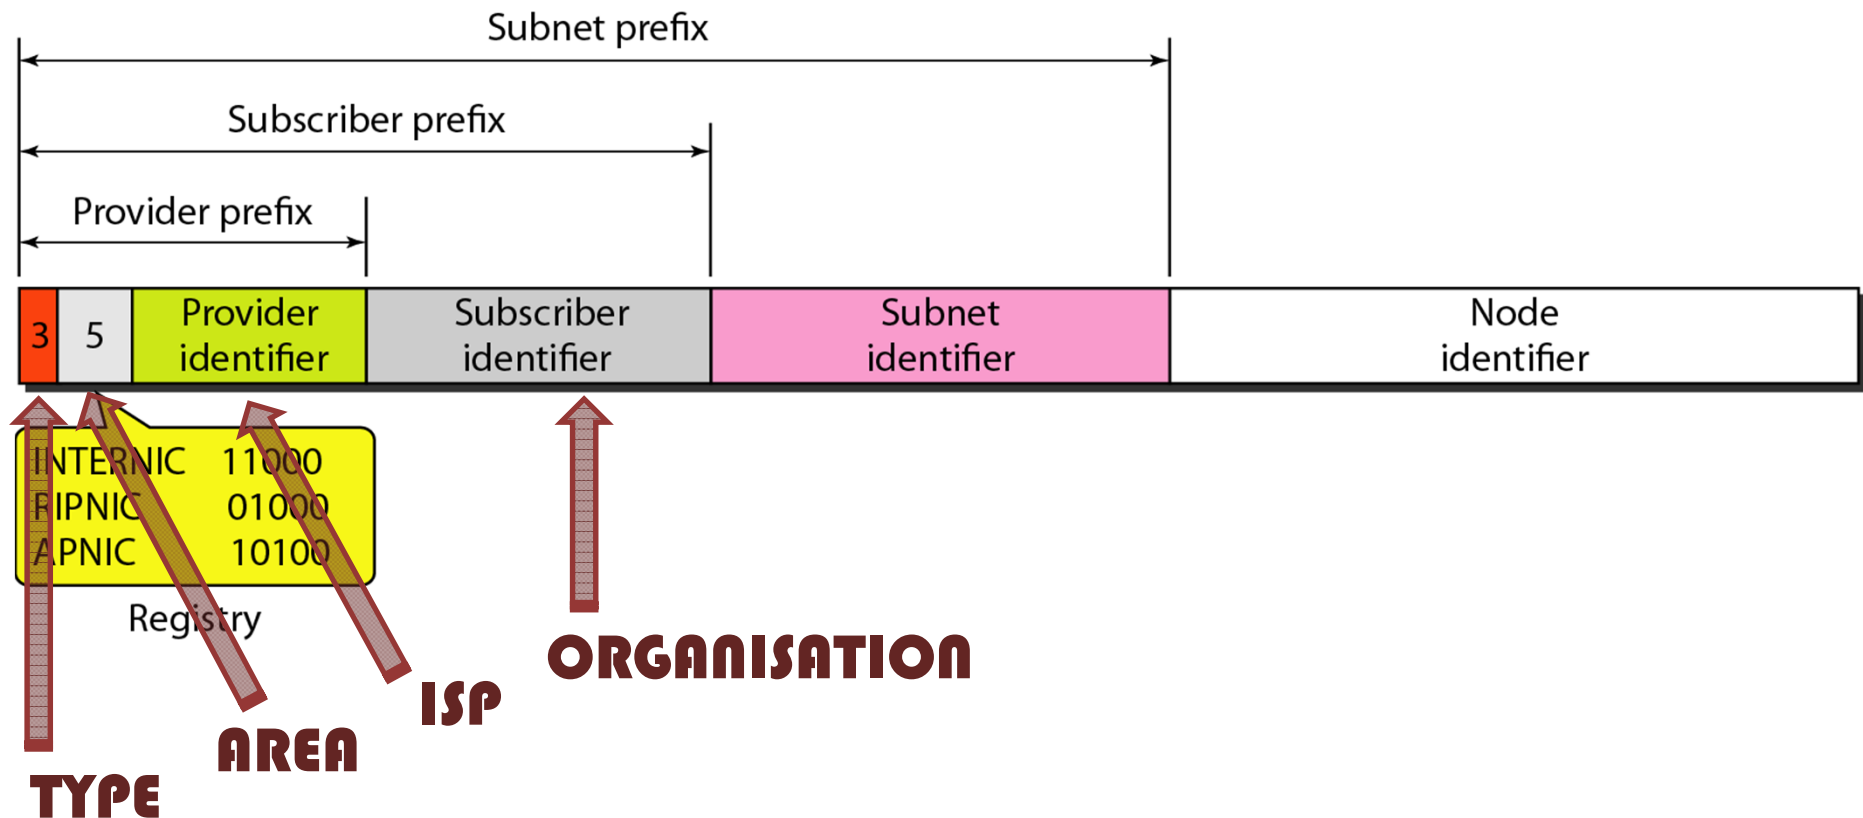 Subnet prefix
Subscriber prefix
Provider prefix
3 5 Provider identifier Subscriber identifier Subnet identifier Node identifier
INTERNIC 11000
RIPNIC 01000
APNIC 10100
Registry
ORGANISATION
ISP
AREA
TYPE